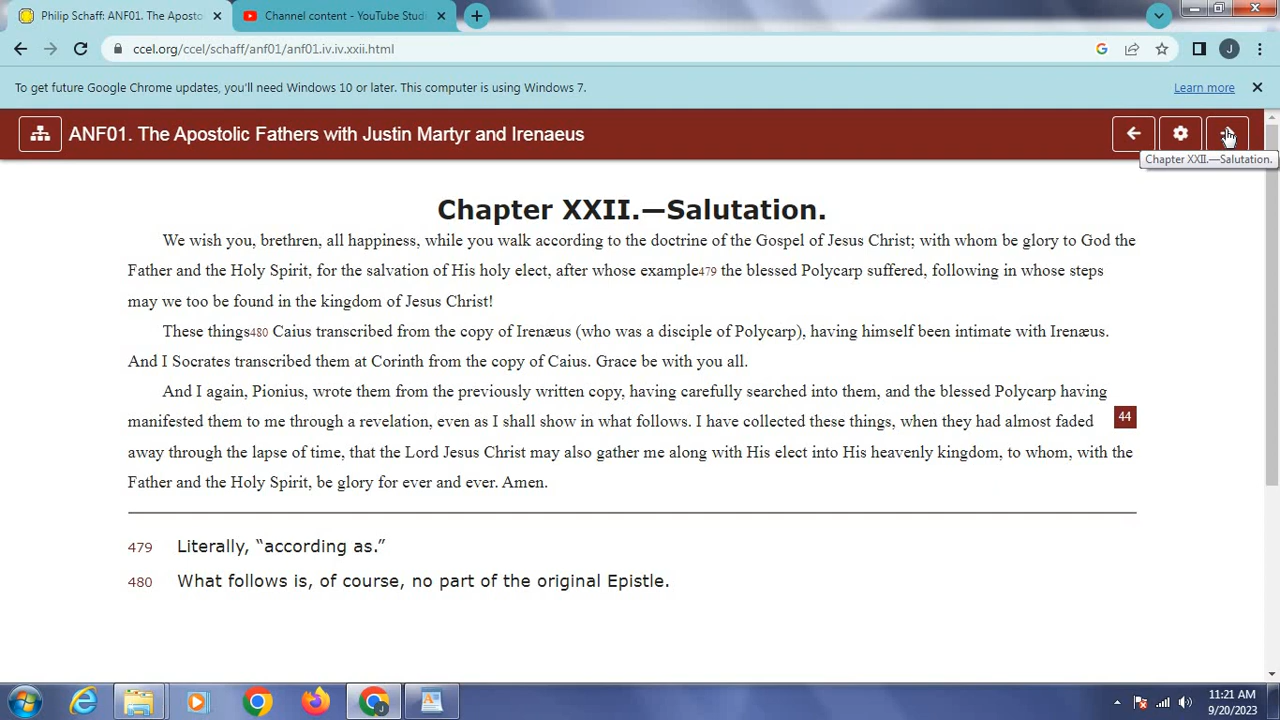 Philip Schaff: ANF01. The Aposto
Channel content - YouTube Studi
ccel.org/ccel/schaff/anf01/anf01.iv.iv.xxii.html
J
To get future Google Chrome updates, you'll need Windows 10 or later. This computer is using Windows 7.
Learn more
ANF01. The Apostolic Fathers with Justin Martyr and Irenaeus
Chapter XXII.—Salutation.
Chapter XXII.—Salutation.
We wish you, brethren, all happiness, while you walk according to the doctrine of the Gospel of Jesus Christ; with whom be glory to God the
Father and the Holy Spirit, for the salvation of His holy elect, after whose example479 the blessed Polycarp suffered, following in whose steps
may we too be found in the kingdom of Jesus Christ!
These things480 Caius transcribed from the copy of Irenæus (who was a disciple of Polycarp), having himself been intimate with Irenæus.
And I Socrates transcribed them at Corinth from the copy of Caius. Grace be with you all.
And I again, Pionius, wrote them from the previously written copy, having carefully searched into them, and the blessed Polycarp having
manifested them to me through a revelation, even as I shall show in what follows. I have collected these things, when they had almost faded
44
away through the lapse of time, that the Lord Jesus Christ may also gather me along with His elect into His heavenly kingdom, to whom, with the
Father and the Holy Spirit, be glory for ever and ever. Amen.
479 Literally, “according as.”
480 What follows is, of course, no part of the original Epistle.
11:21 AM
9/20/2023